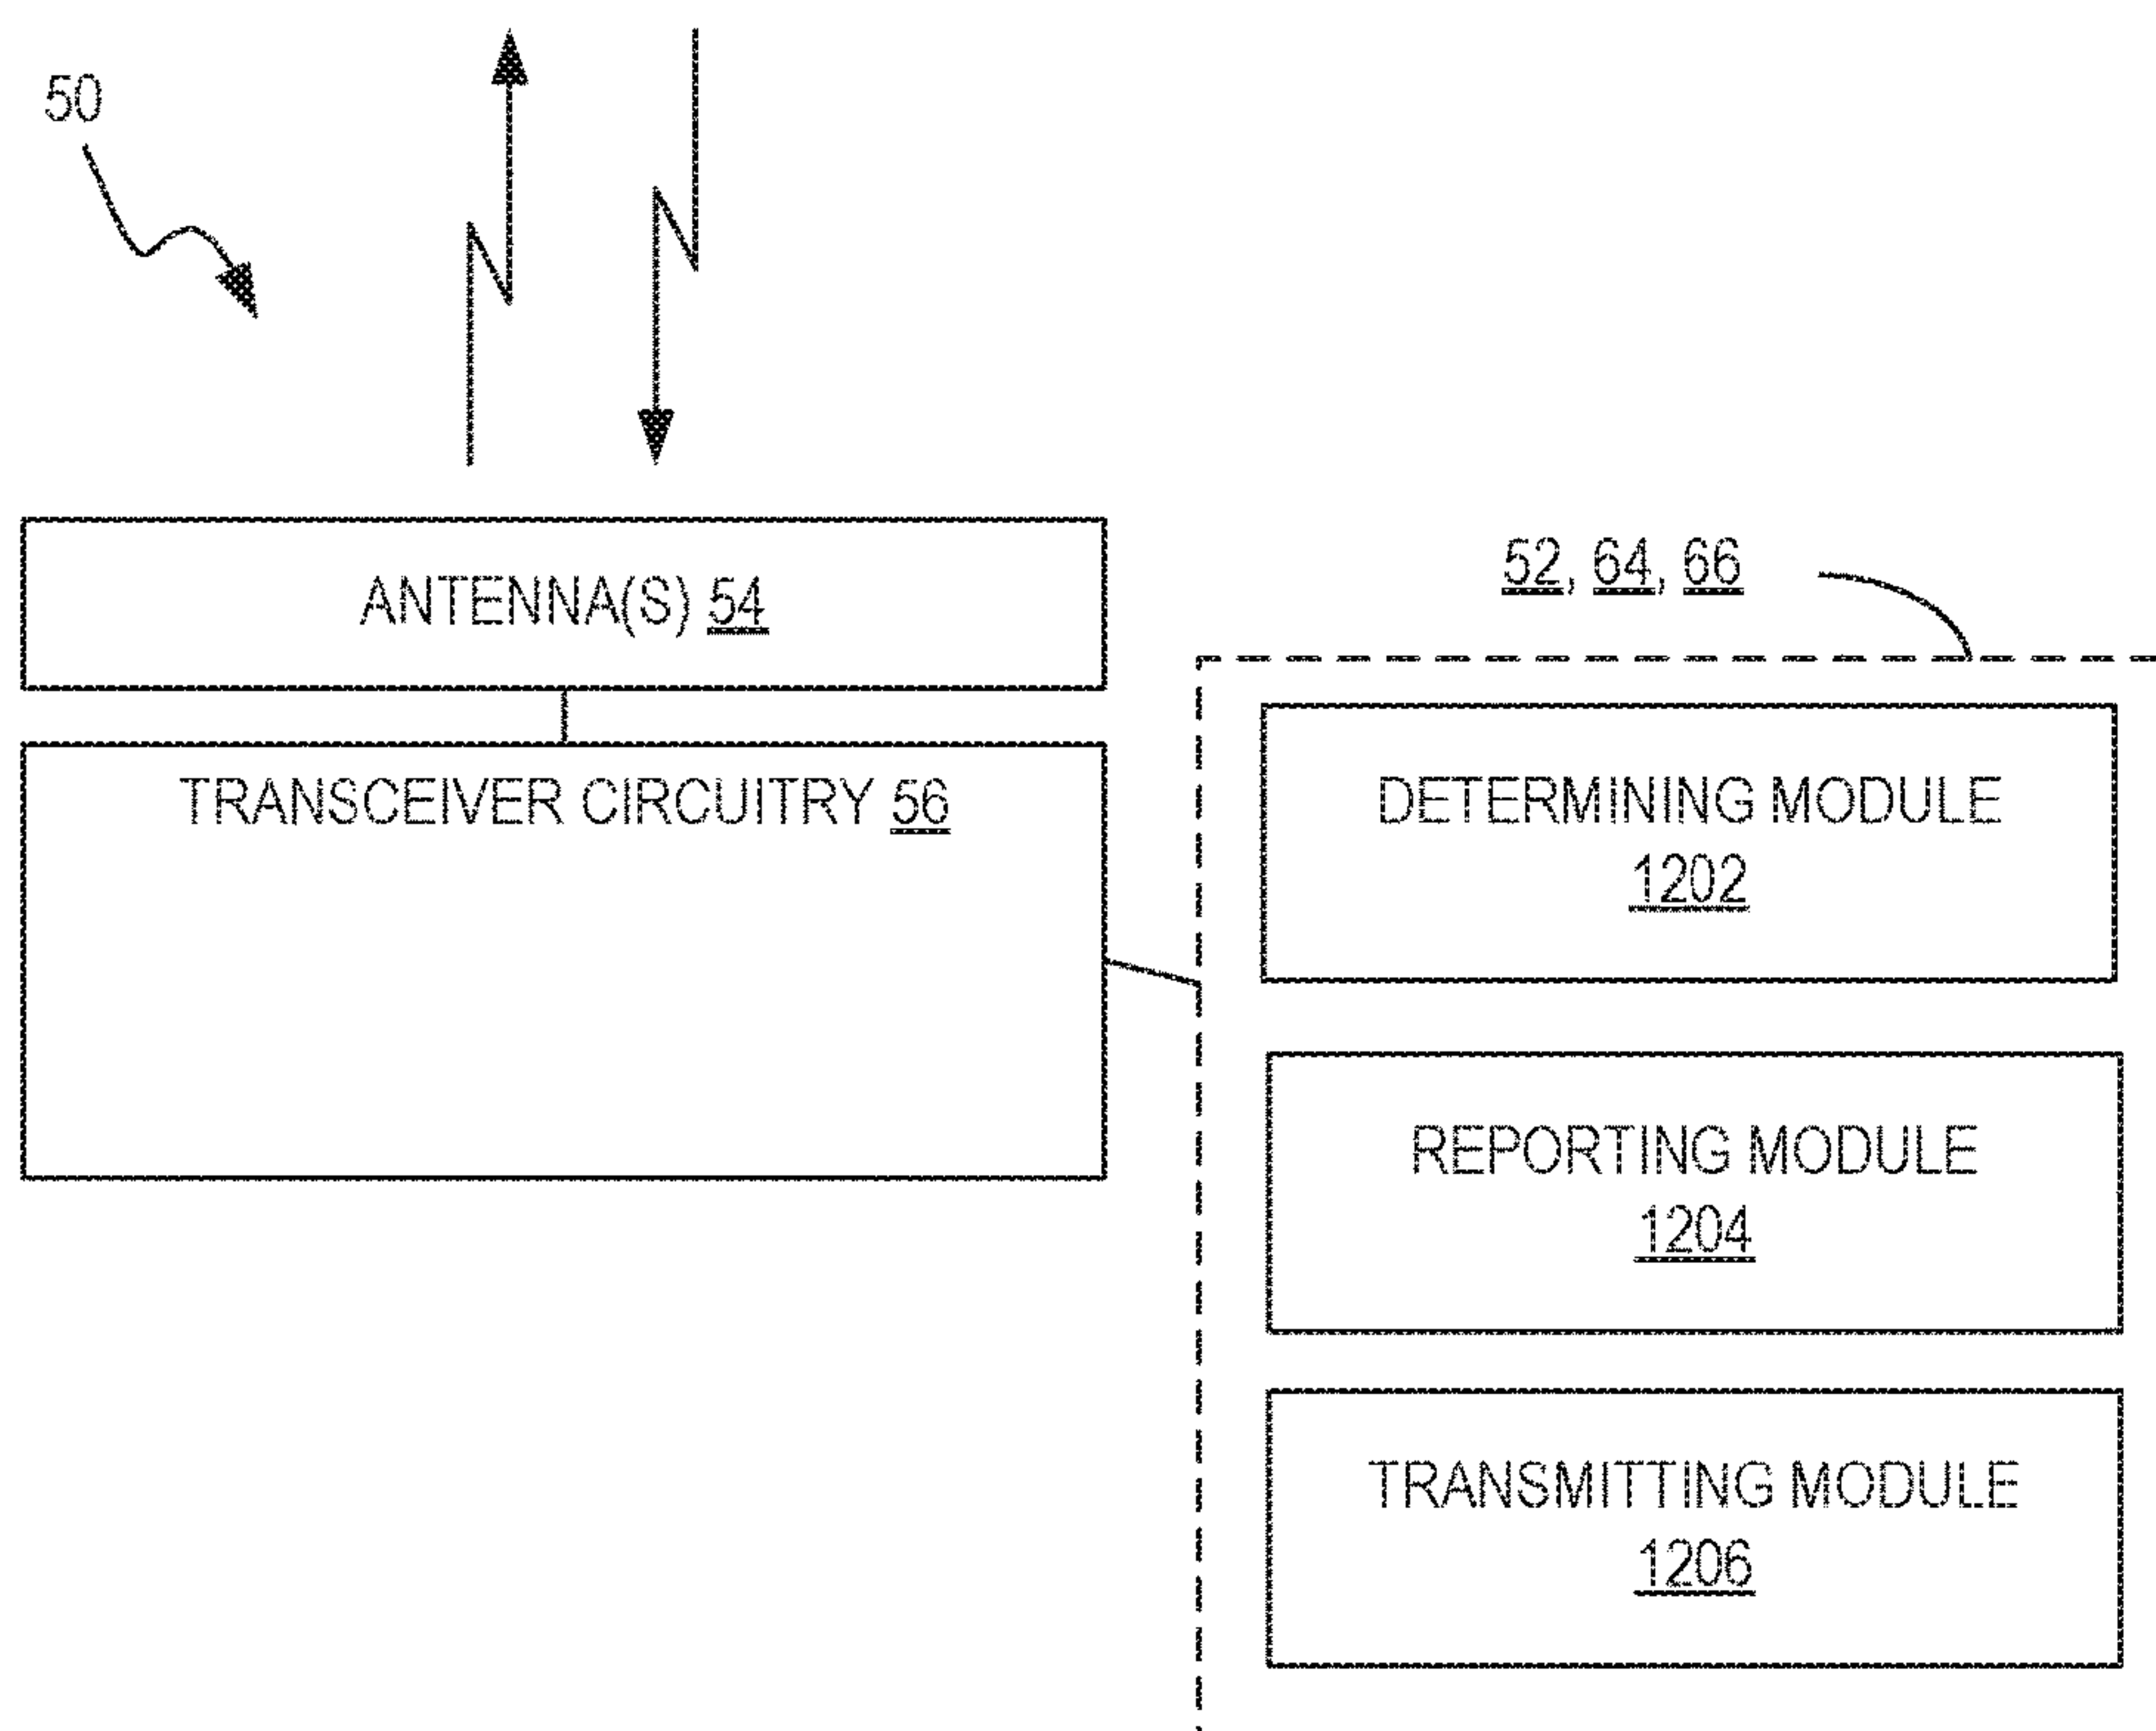 50
ANTENNA(S) 54
52, 64, 66
TRANSCEIVER CIRCUITRY 56
DETERMINING MODULE
1202
REPORTING MODULE
1204
TRANSMITTING MODULE
1206